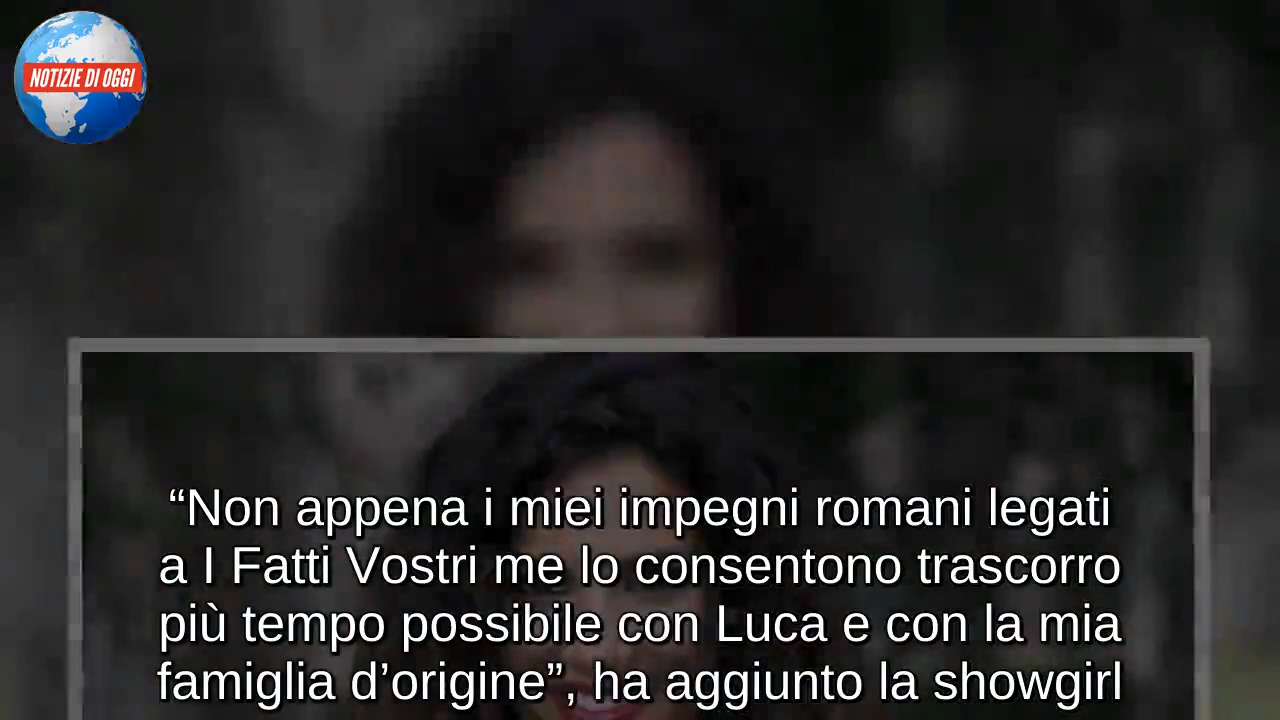 NOTIZIE DI OGGI
“Non appena i miei impegni romani legati
a I Fatti Vostri me lo consentono trascorro
più tempo possibile con Luca e con la mia
famiglia d’origine”, ha aggiunto la showgirl